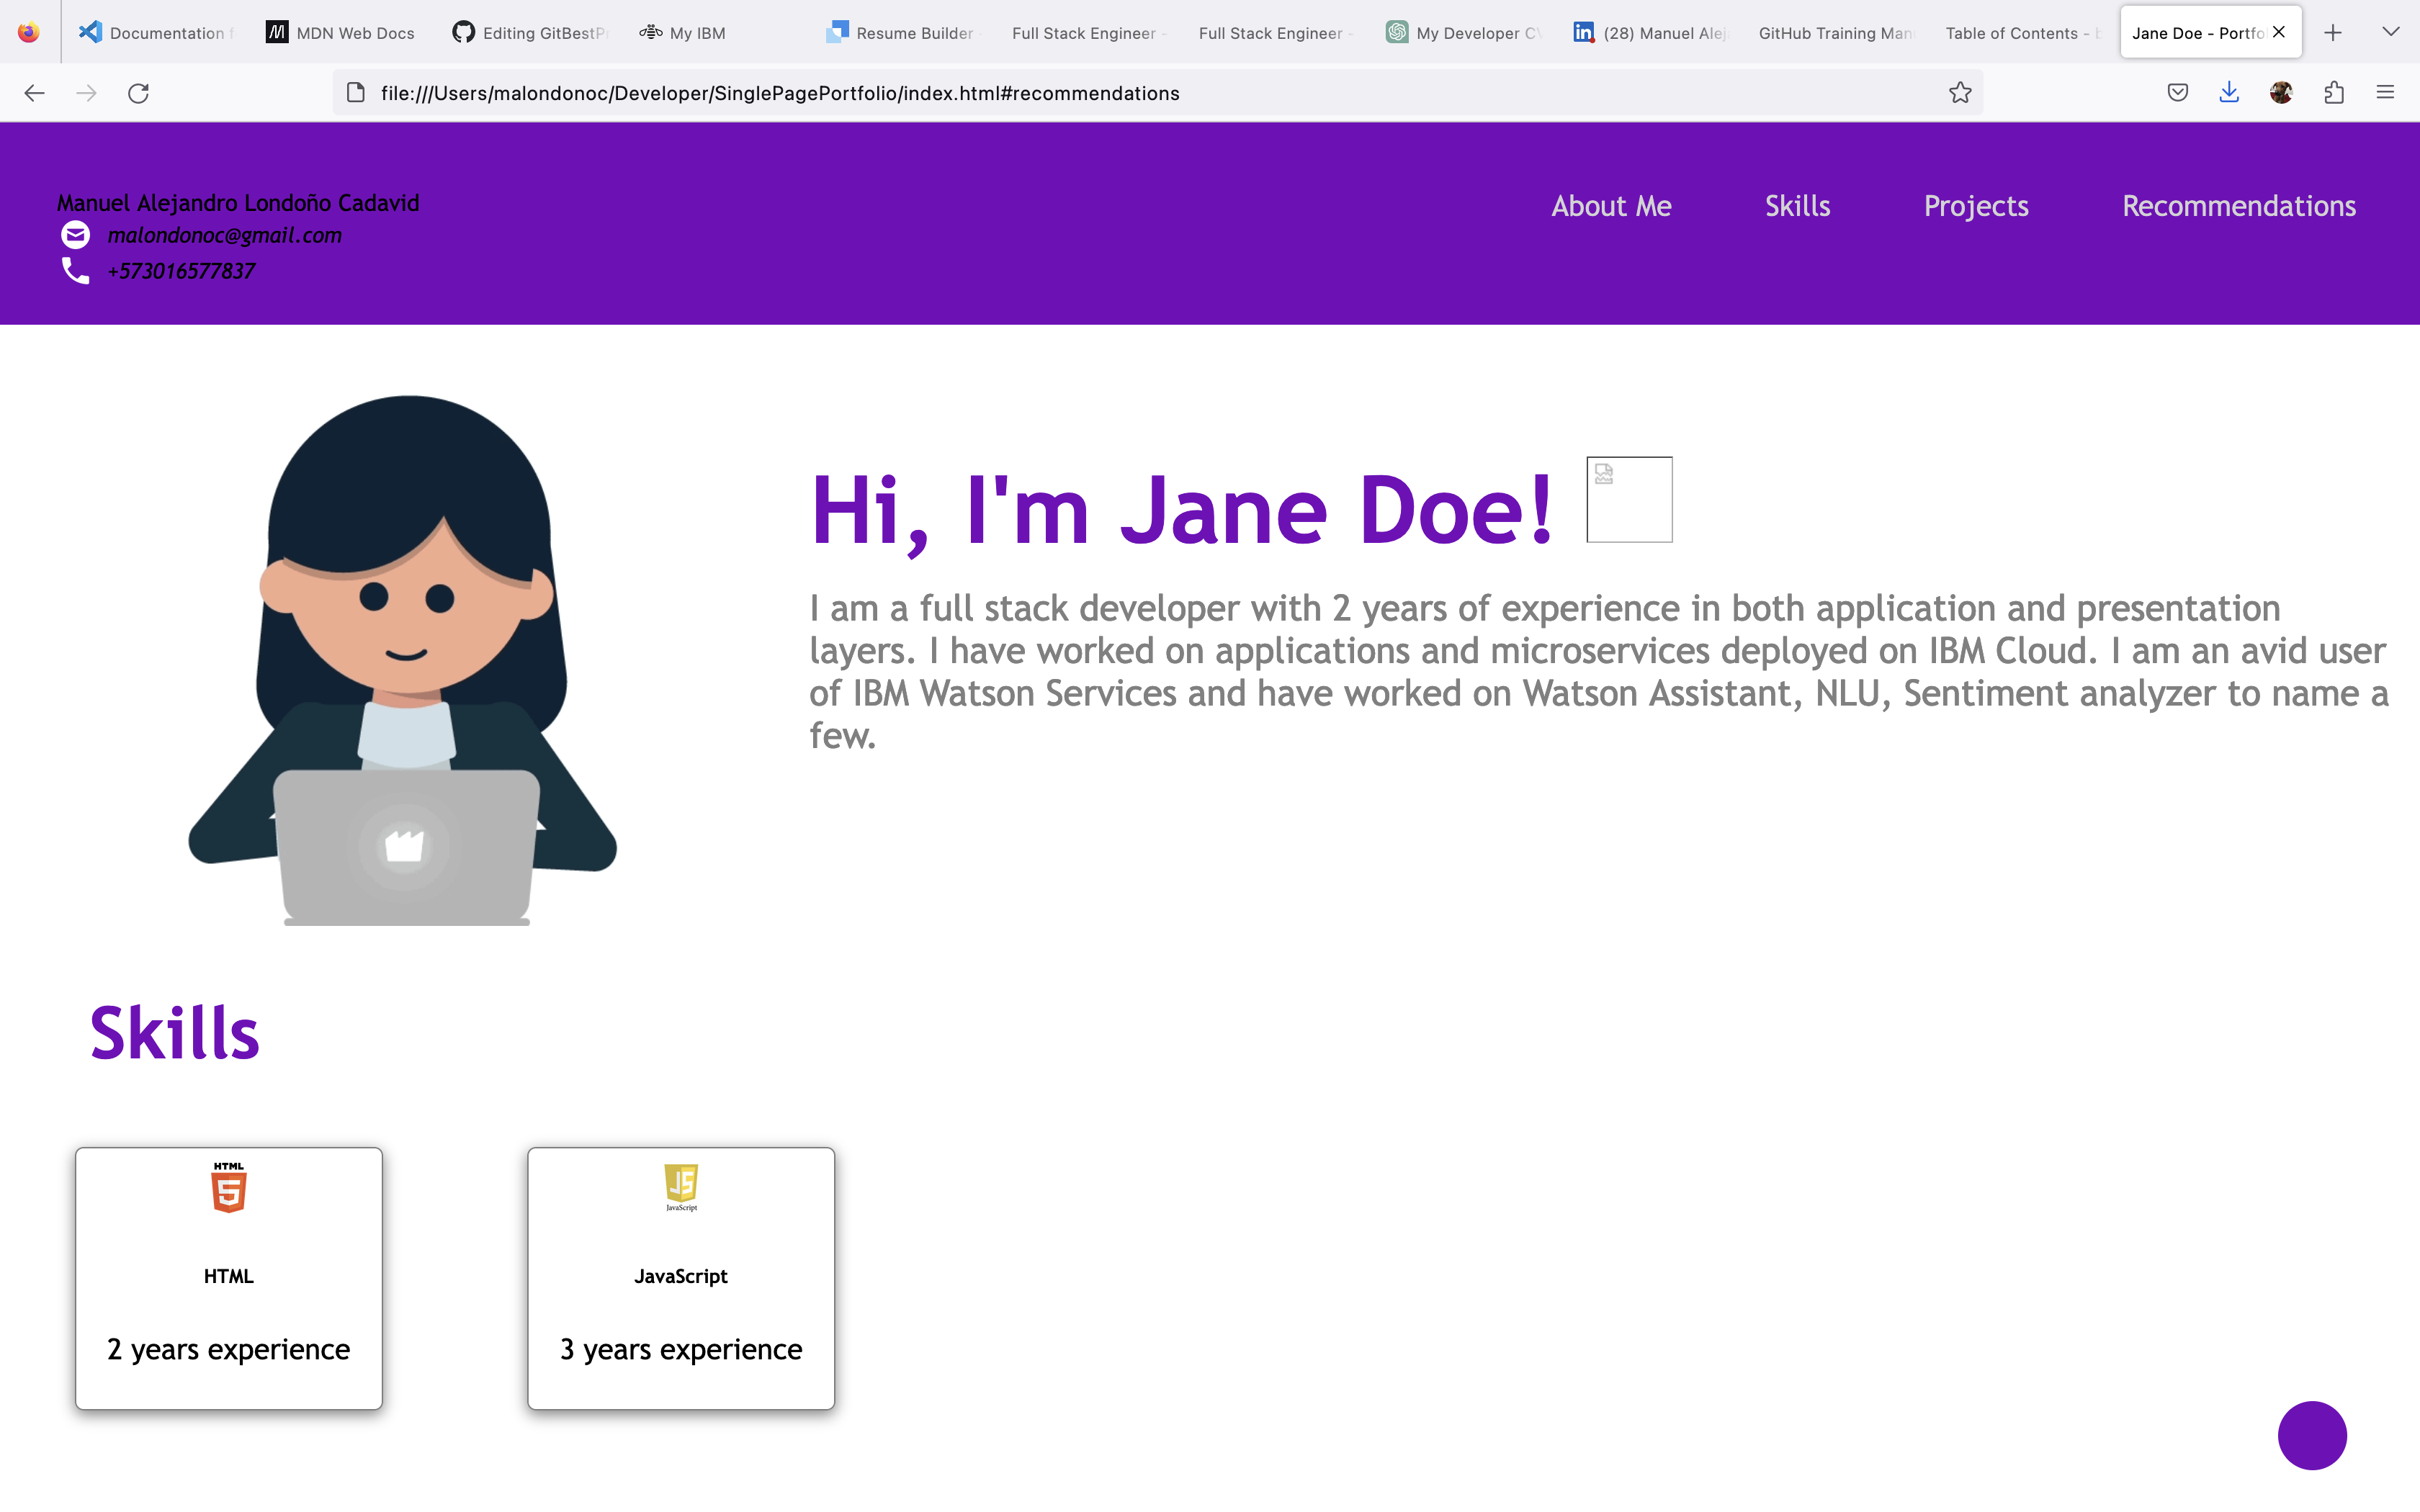 Documentation f
MDN Web Docs
Editing GitBestPr
My IBM
Resume Builder
Full Stack Engineer -
Full Stack Engineer -
My Developer CV
(28) Manuel Alej
GitHub Training Man
Table of Contents - b
Jane Doe - Portfo
file:///Users/malondonoc/Developer/SinglePagePortfolio/index.html#recommendations
Manuel Alejandro Londoño Cadavid
malondonoc@gmail.com
+573016577837
About Me
Skills
Projects
Recommendations
Hi, I'm Jane Doe!
I am a full stack developer with 2 years of experience in both application and presentation
layers. I have worked on applications and microservices deployed on IBM Cloud. I am an avid user
of IBM Watson Services and have worked on Watson Assistant, NLU, Sentiment analyzer to name a
few.
Skills
HTML
5
HTML
2 years experience
JS
JavaScript
JavaScript
3 years experience